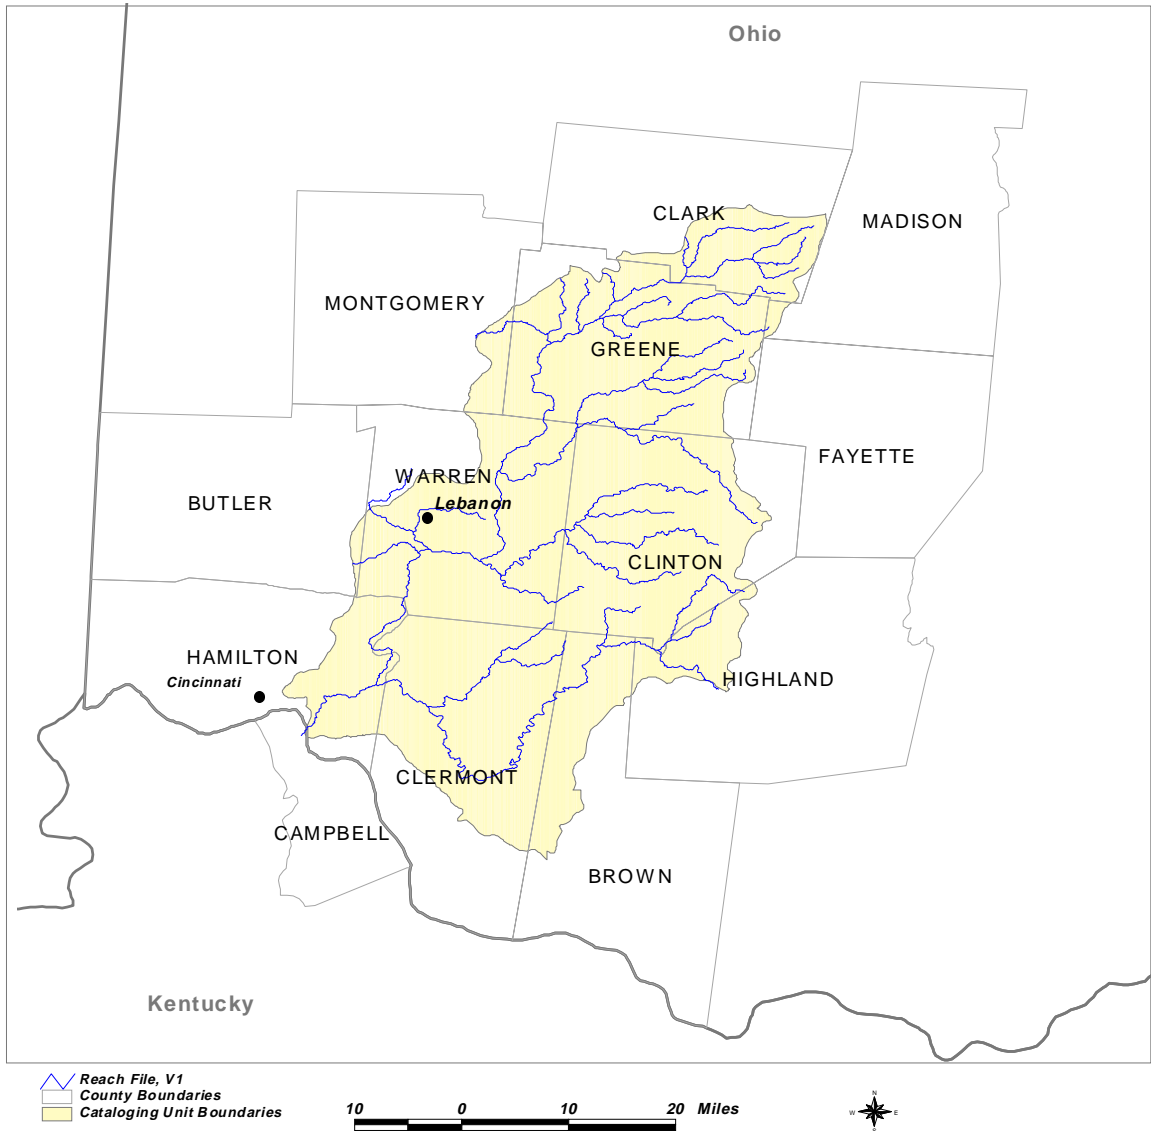 Ohio
CLARK
MADISON
MONTGOMERY
GREENE
FAYETTE
WARREN
BUTLER
Lebanon
CLINTON
HAMILTON
Cincinnati
HIGHLAND
CLERMONT
CAMPBELL
BROWN
Kentucky
Reach File, V1
County Boundaries
Cataloging Unit Boundaries
10 0 10 20 Miles
N
W E